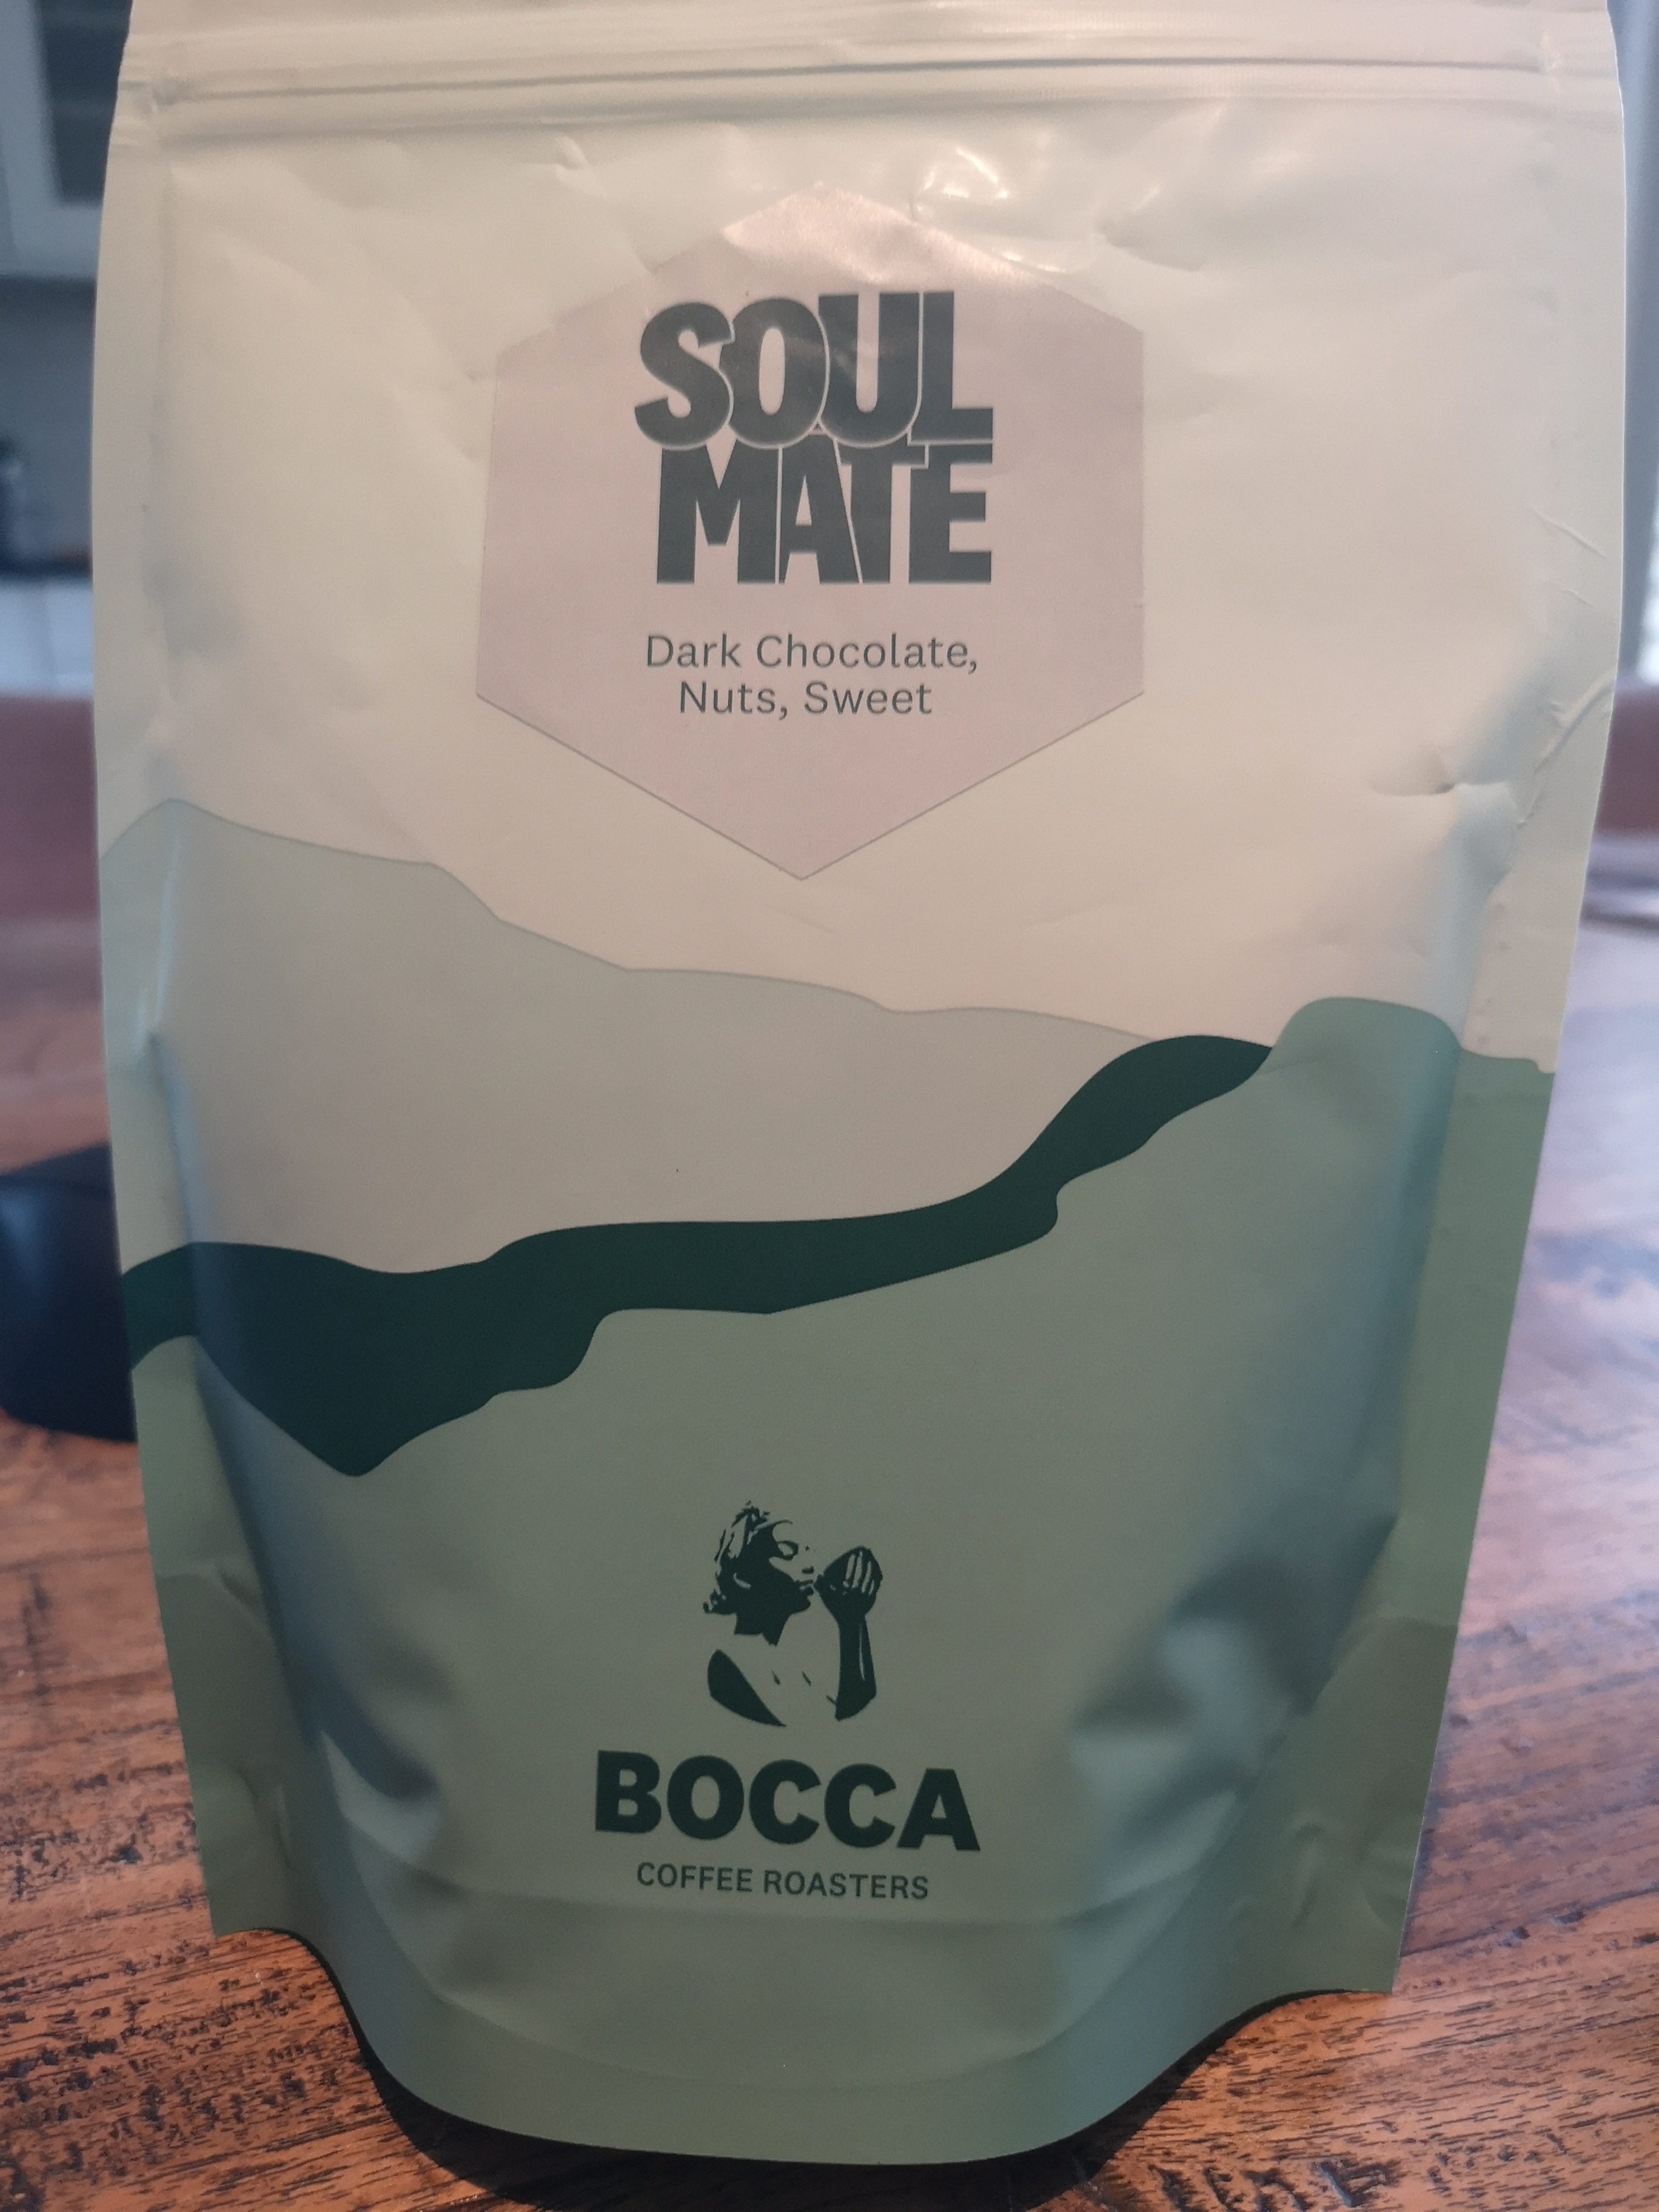 SOUL
MATE
Dark Chocolate,
Nuts, Sweet
BOCCA
COFFEE ROASTERS